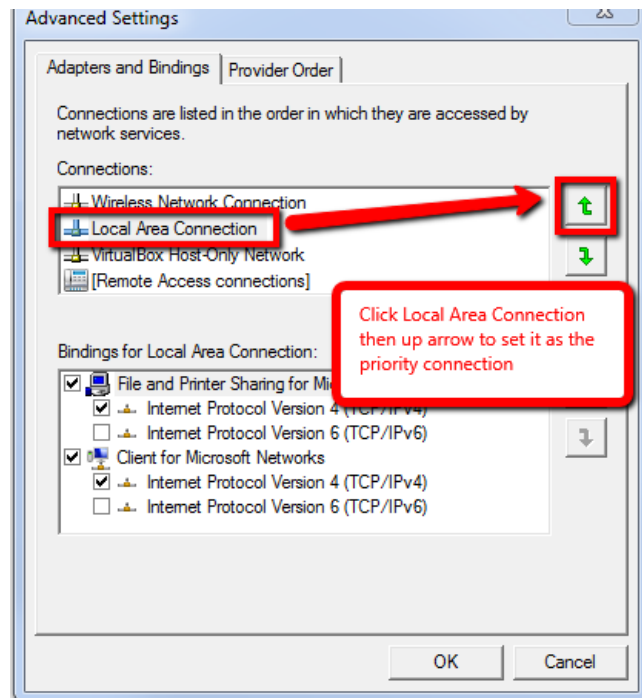 Advanced Settings
Adapters and Bindings
Provider Order
Connections are listed in the order in which they are accessed by
network services.
Connections:
Wireless Network Connection
Local Area Connection
VirtualBox Host-Only Network
[Remote Access connections]
Click Local Area Connection
then up arrow to set it as the
priority connection
Bindings for Local Area Connection:
File and Printer Sharing for
Internet Protocol Version 4 (TCP/IPv4)
Internet Protocol Version 6 (TCP/IPv6)
Client for Microsoft Networks
Internet Protocol Version 4 (TCP/IPv4)
Internet Protocol Version 6 (TCP/IPv6)
OK
Cancel